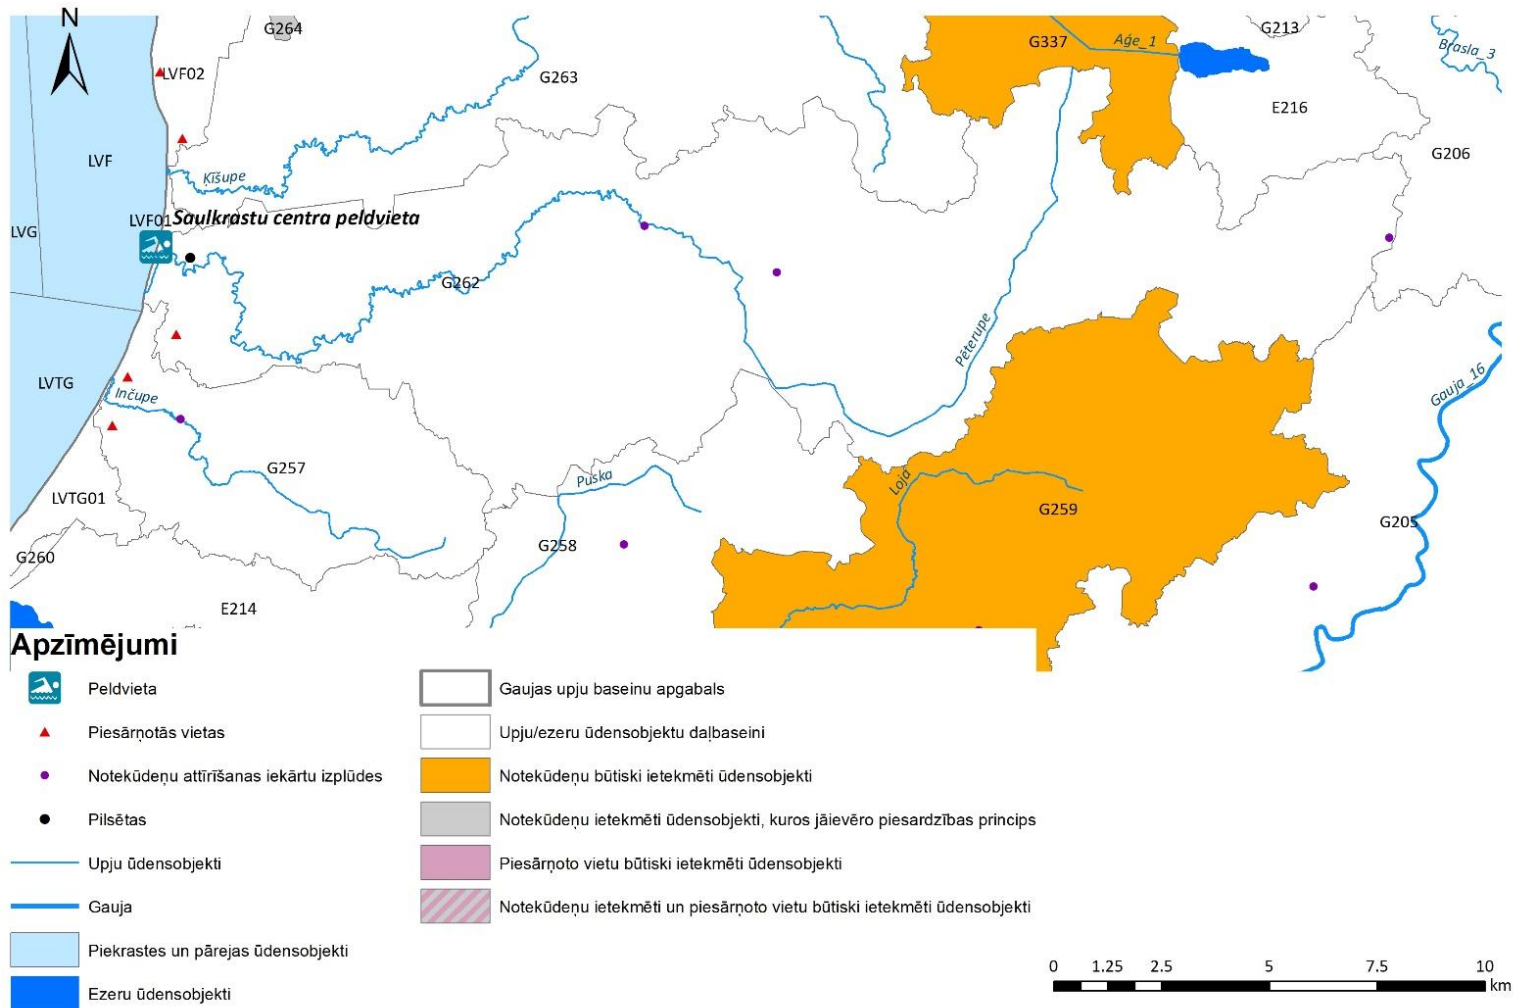 N
G264
G213
LVF02
G263
G337
Aģe_1
Brasla_3
E216
LVF
G206
Ķīšupe
LVF01
Saulkrastu centra peldvieta
LVG
G262
Pēterupe
LVTG
Inčupe
Gauja_16
G257
Puska
Loja
LVTG01
G259
G205
G260
G258
E214
Apzīmējumi
Peldvieta
Piesārņotās vietas
Notekūdeņu attīrīšanas iekārtu izplūdes
Pilsētas
Upju ūdensobjekti
Gauja
Piekrastes un pārejas ūdensobjekti
Ezeru ūdensobjekti
Gaujas upju baseinu apgabals
Upju/ezeru ūdensobjektu daļbaseini
Notekūdeņu būtiski ietekmēti ūdensobjekti
Notekūdeņu ietekmēti ūdensobjekti, kuros jāievēro piesardzības princips
Piesārņoto vietu būtiski ietekmēti ūdensobjekti
Notekūdeņu ietekmēti un piesārņoto vietu būtiski ietekmēti ūdensobjekti
0 1.25 2.5 5 7.5 10
km